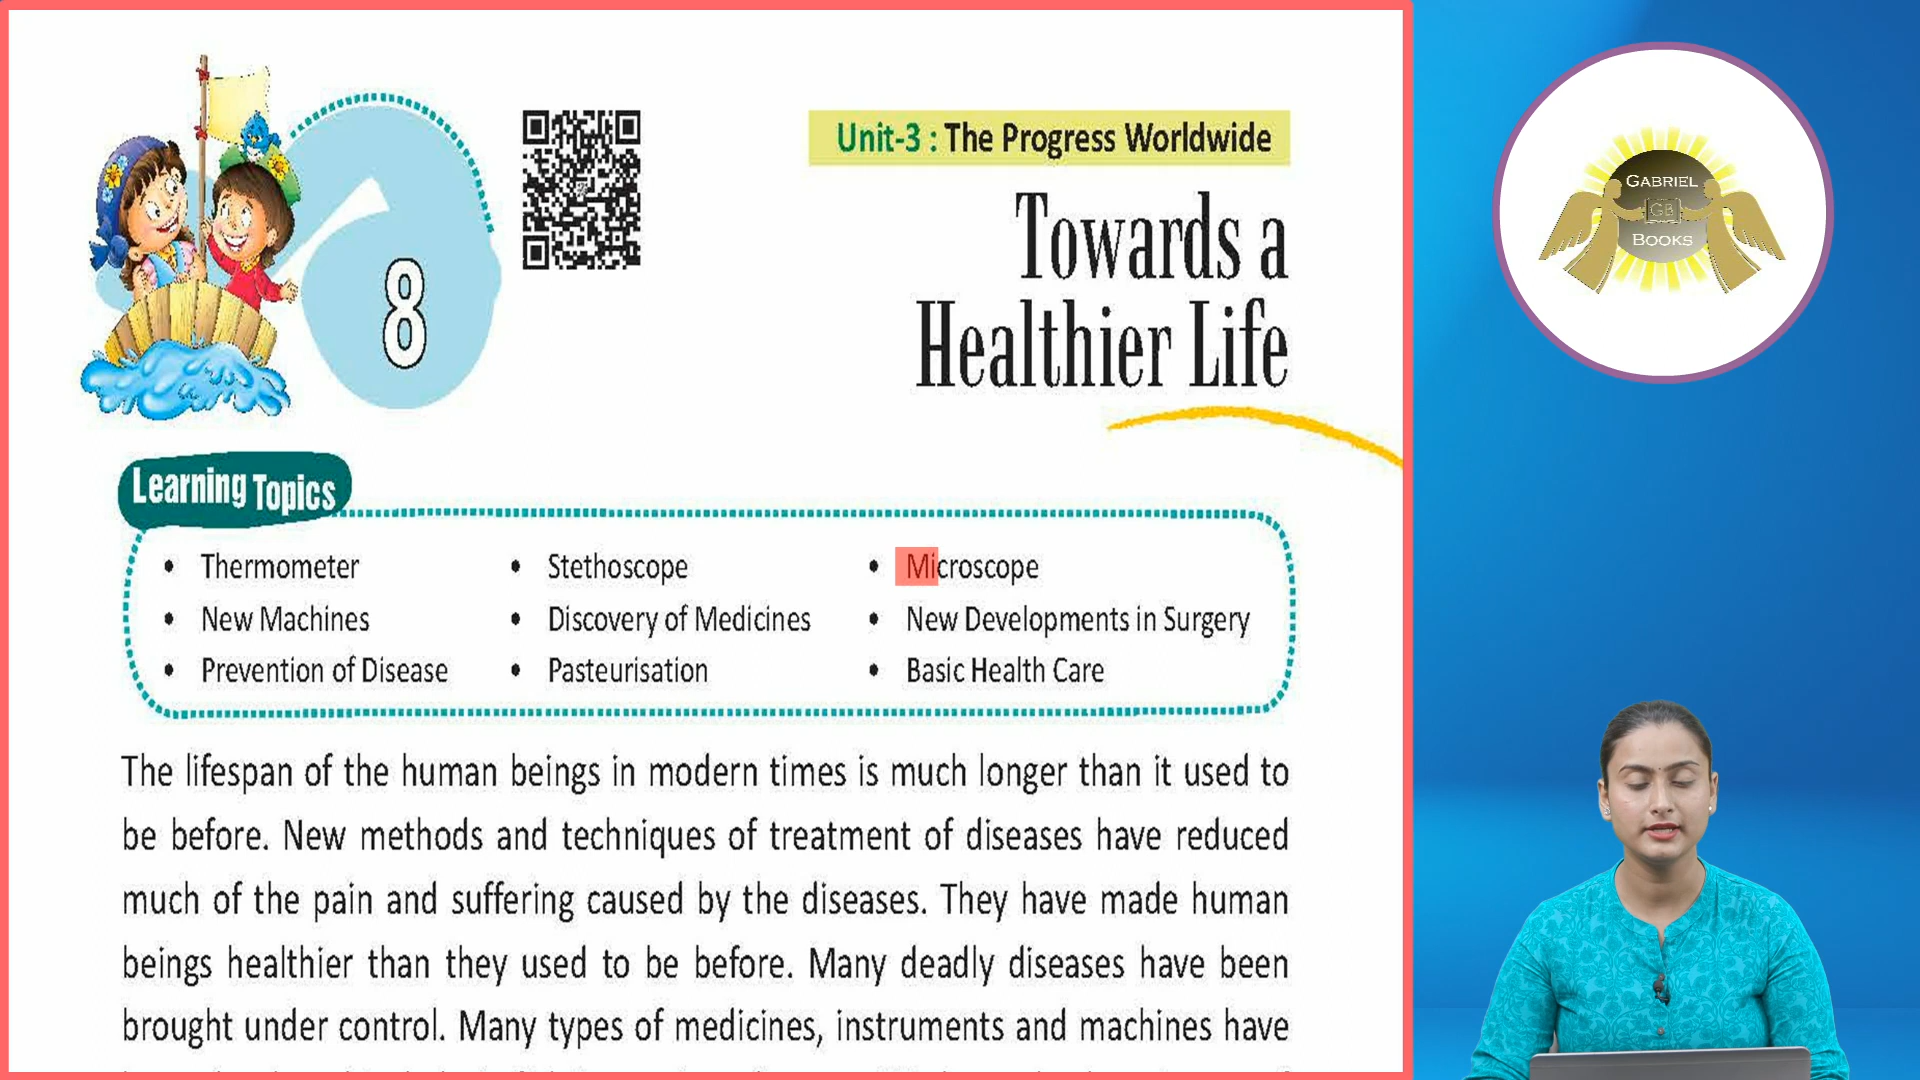 8
Unit-3 : The Progress Worldwide
Towards a
Healthier Life
Learning Topics
• Thermometer • Stethoscope • Microscope
• New Machines • Discovery of Medicines • New Developments in Surgery
• Prevention of Disease • Pasteurisation • Basic Health Care
The lifespan of the human beings in modern times is much longer than it used to
be before. New methods and techniques of treatment of diseases have reduced
much of the pain and suffering caused by the diseases. They have made human
beings healthier than they used to be before. Many deadly diseases have been
brought under control. Many types of medicines, instruments and machines have
GABRIEL
GB
BOOKS